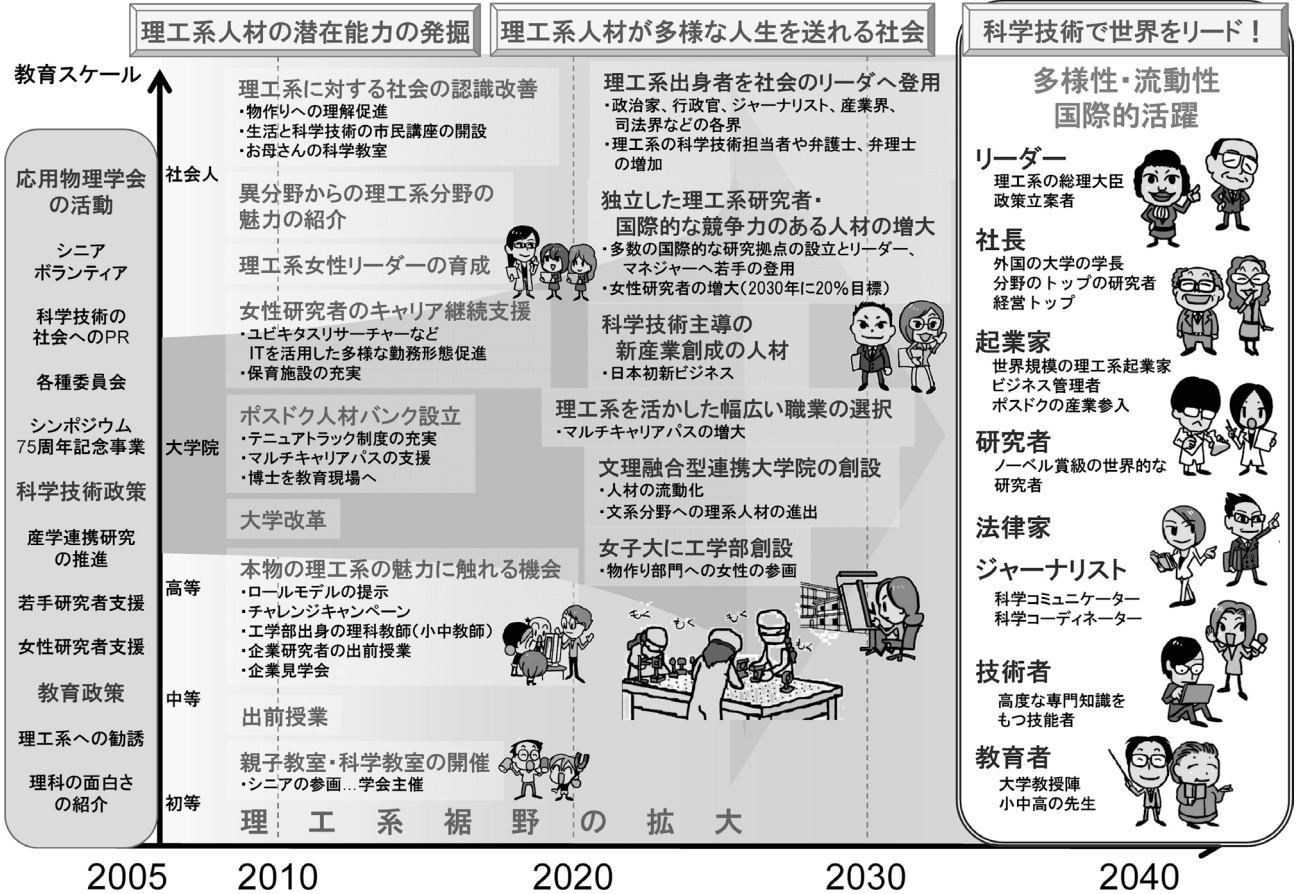 理工系人材の潜在能力の発掘
理工系人材が多様な人生を送れる社会
科学技術で世界をリード！
教育スケール
応用物理学会
の活動
シニア
ボランティア
科学技術の
社会へのPR
各種委員会
シンポジウム
75周年記念事業
科学技術政策
産学連携研究
の推進
若手研究者支援
女性研究者支援
教育政策
理工系への勧誘
理科の面白さ
の紹介
社会人
大学院
高等
中等
初等
理工系に対する社会の認識改善
・物作りへの理解促進
・生活と科学技術の市民講座の開設
・お母さんの科学教室
異分野からの理工系分野の
魅力の紹介
理工系女性リーダーの育成
女性研究者のキャリア継続支援
・ユビキタスリサーチャーなど
ITを活用した多様な勤務形態促進
・保育施設の充実
ポスドク人材バンク設立
・テニュアトラック制度の充実
・マルチキャリアパスの支援
・博士を教育現場へ
大学改革
本物の理工系の魅力に触れる機会
・ロールモデルの提示
・チャレンジキャンペーン
・工学部出身の理科教師（小中教師）
・企業研究者の出前授業
・企業見学会
出前授業
親子教室・科学教室の開催
・シニアの参画…学会主催
理工系裾野の拡大
理工系出身者を社会のリーダへ登用
・政治家、行政官、ジャーナリスト、産業界、
司法界などの各界
・理工系の科学技術担当者や弁護士、弁理士
の増加
独立した理工系研究者・
国際的な競争力のある人材の増大
・多数の国際的な研究拠点の設立とリーダー、
マネジャーへ若手の登用
・女性研究者の増大（2030年に20％目標）
科学技術主導の
新産業創成の人材
・日本初新ビジネス
理工系を活かした幅広い職業の選択
・マルチキャリアパスの増大
文理融合型連携大学院の創設
・人材の流動化
・文系分野への理系人材の進出
女子大に工学部創設
・物作り部門への女性の参画
もく
もく
もく
多様性・流動性
国際的活躍
リーダー
理工系の総理大臣
政策立案者
社長
外国の大学の学長
分野のトップの研究者
経営トップ
起業家
世界規模の理工系起業家
ビジネス管理者
ポスドクの産業参入
研究者
ノーベル賞級の世界的な
研究者
法律家
ジャーナリスト
科学コミュニケーター
科学コーディネーター
技術者
高度な専門知識を
もつ技能者
教育者
大学教授陣
小中高の先生
2005
2010
2020
2030
2040